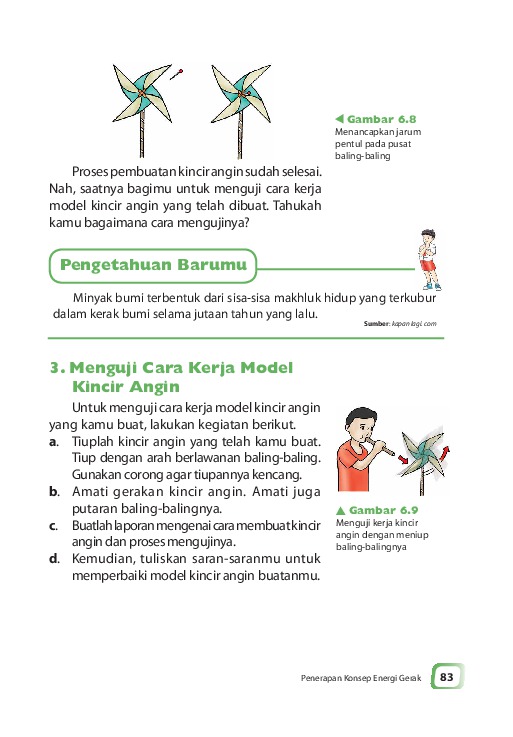 ◄ Gambar 6.8
Menancapkan jarum
pentul pada pusat
baling-baling
Proses pembuatan kincir angin sudah selesai.
Nah, saatnya bagimu untuk menguji cara kerja
model kincir angin yang telah dibuat. Tahukah
kamu bagaimana cara mengujinya?
Pengetahuan Barumu
Minyak bumi terbentuk dari sisa-sisa makhluk hidup yang terkubur
dalam kerak bumi selama jutaan tahun yang lalu.
Sumber: kapanlagi.com
3. Menguji Cara Kerja Model
Kincir Angin
Untuk menguji cara kerja model kincir angin
yang kamu buat, lakukan kegiatan berikut.
a. Tiuplah kincir angin yang telah kamu buat.
Tiup dengan arah berlawanan baling-baling.
Gunakan corong agar tiupannya kencang.
b. Amati gerakan kincir angin. Amati juga
putaran baling-balingnya.
c. Buatlah laporan mengenai cara membuat kincir
angin dan proses mengujinya.
d. Kemudian, tuliskan saran-saranmu untuk
memperbaiki model kincir angin buatanmu.
▲ Gambar 6.9
Menguji kerja kincir
angin dengan meniup
baling-balingnya
Penerapan Konsep Energi Gerak 83